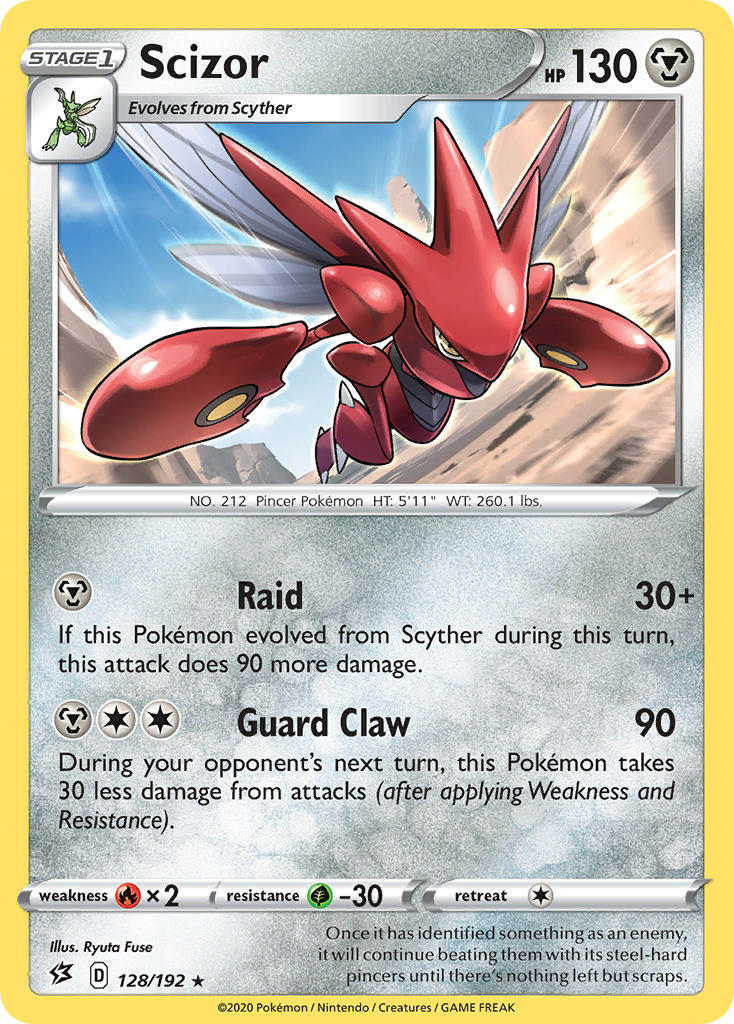 STAGE1
Scizor
HP 130
Evolves from Scyther
NO. 212 Pincer Pokémon HT: 5'11" WT: 260.1 lbs.
Raid 30+
If this Pokémon evolved from Scyther during this turn,
this attack does 90 more damage.
Guard Claw 90
During your opponent's next turn, this Pokémon takes
30 less damage from attacks (after applying Weakness and
Resistance).
weakness ×2 resistance -30 retreat
Illus. Ryuta Fuse
D 128/192 ★
Once it has identified something as an enemy,
it will continue beating them with its steel-hard
pincers until there's nothing left but scraps.
©2020 Pokémon / Nintendo / Creatures / GAME FREAK